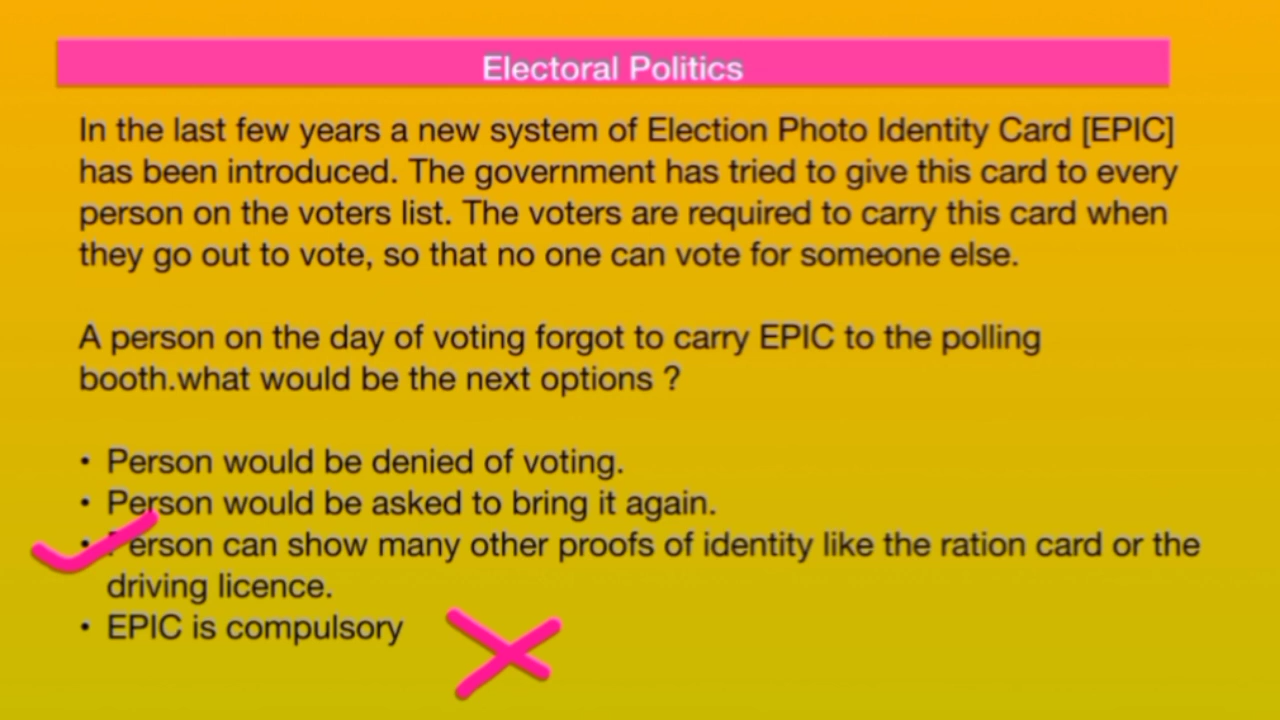 Electoral Politics
In the last few years a new system of Election Photo Identity Card [EPIC]
has been introduced. The government has tried to give this card to every
person on the voters list. The voters are required to carry this card when
they go out to vote, so that no one can vote for someone else.
A person on the day of voting forgot to carry EPIC to the polling
booth.what would be the next options ?
• Person would be denied of voting.
• Person would be asked to bring it again.
• Person can show many other proofs of identity like the ration card or the
driving licence.
• EPIC is compulsory